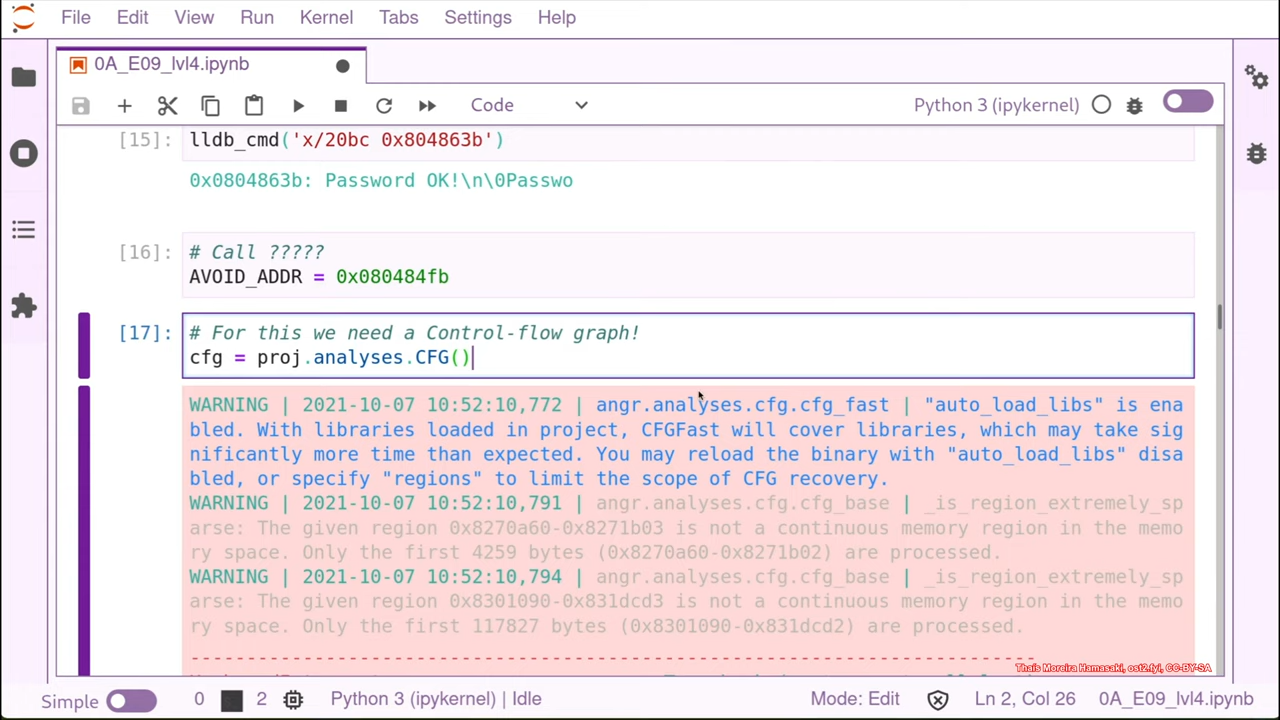 File Edit View Run Kernel Tabs Settings Help
0A_E09_lvl4.ipynb
Code Python 3 (ipykernel)
[15]: lldb_cmd('x/20bc 0x804863b')
0x0804863b: Password OK!\n\0Passwo
[16]: # Call ?????
AVOID_ADDR = 0x080484fb
[17]: # For this we need a Control-flow graph!
cfg = proj.analyses.CFG()
WARNING | 2021-10-07 10:52:10,772 | angr.analyses.cfg.cfg_fast | "auto_load_libs" is ena
bled. With libraries loaded in project, CFGFast will cover libraries, which may take sig
nificantly more time than expected. You may reload the binary with "auto_load_libs" disa
bled, or specify "regions" to limit the scope of CFG recovery.
WARNING | 2021-10-07 10:52:10,791 | angr.analyses.cfg.cfg_base | _is_region_extremely_sp
arse: The given region 0x8270a60-0x8271b03 is not a continuous memory region in the memo
ry space. Only the first 4259 bytes (0x8270a60-0x8271b02) are processed.
WARNING | 2021-10-07 10:52:10,794 | angr.analyses.cfg.cfg_base | _is_region_extremely_sp
arse: The given region 0x8301090-0x831dcd3 is not a continuous memory region in the memo
ry space. Only the first 117827 bytes (0x8301090-0x831dcd2) are processed.
---------------------------------------------------------------------------
Thais Moreira Hamasaki, ost2.fyi, CC-BY-SA
Simple 0 2 Python 3 (ipykernel) | Idle Mode: Edit Ln 2, Col 26 0A_E09_lvl4.ipynb